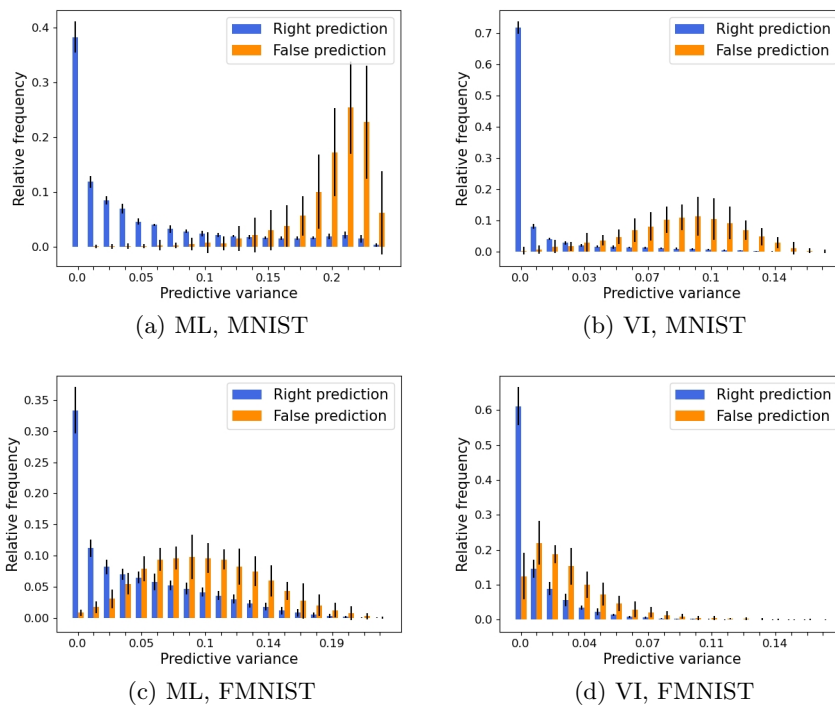 Relative frequency
0.4
0.3
0.2
0.1
0.0
Right prediction
False prediction
0.0
0.05
0.1
0.15
0.2
Predictive variance
(a) ML, MNIST
Relative frequency
0.7
0.6
0.5
0.4
0.3
0.2
0.1
0.0
Right prediction
False prediction
0.0
0.03
0.07
0.1
0.14
Predictive variance
(b) VI, MNIST
Relative frequency
0.35
0.30
0.25
0.20
0.15
0.10
0.05
0.00
Right prediction
False prediction
0.0
0.05
0.1
0.14
0.19
Predictive variance
(c) ML, FMNIST
Relative frequency
0.6
0.5
0.4
0.3
0.2
0.1
0.0
Right prediction
False prediction
0.0
0.04
0.07
0.11
0.14
Predictive variance
(d) VI, FMNIST